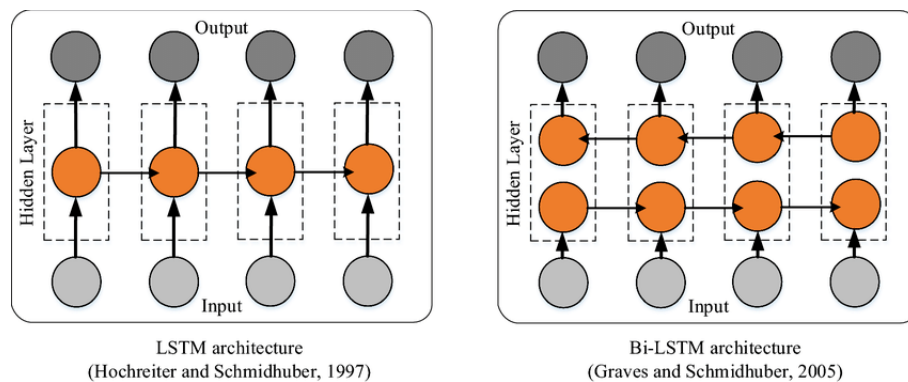 Output
Hidden Layer
Input
LSTM architecture
(Hochreiter and Schmidhuber, 1997)
Output
Hidden Layer
Input
Bi-LSTM architecture
(Graves and Schmidhuber, 2005)